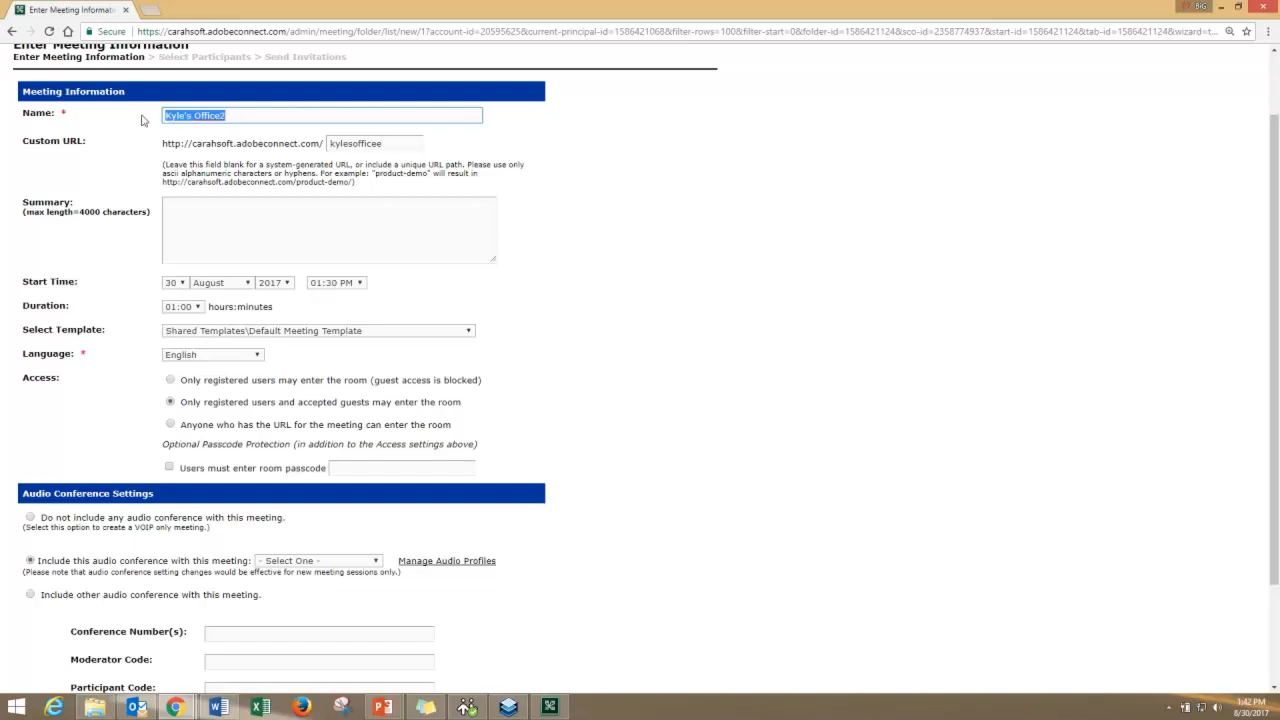 Enter Meeting Informati
BIG
Secure
https://carahsoft.adobeconnect.com/admin/meeting/folder/list/new/1?account-id=20595625&current-principal-id=1586421068&filter-rows=100&filter-start=0&folder-id=1586421124&sco-id=2358774937&start-id=1586421124&tab-id=1586421124&wizard=t...
Enter Meeting Information
Enter Meeting Information > Select Participants > Send Invitations
Meeting Information
Name: * Kyle's Office2
Custom URL: http://carahsoft.adobeconnect.com/ kylesofficee
(Leave this field blank for a system-generated URL, or include a unique URL path. Please use only
ascii alphanumeric characters or hyphens. For example: "product-demo" will result in
http://carahsoft.adobeconnect.com/product-demo/)
Summary:
(max length=4000 characters)
Start Time: 30 August 2017 01:30 PM
Duration: 01:00 hours:minutes
Select Template: Shared Templates\Default Meeting Template
Language: * English
Access:
Only registered users may enter the room (guest access is blocked)
Only registered users and accepted guests may enter the room
Anyone who has the URL for the meeting can enter the room
Optional Passcode Protection (in addition to the Access settings above)
Users must enter room passcode
Audio Conference Settings
Do not include any audio conference with this meeting.
(Select this option to create a VOIP only meeting.)
Include this audio conference with this meeting: - Select One - Manage Audio Profiles
(Please note that audio conference setting changes would be effective for new meeting sessions only.)
Include other audio conference with this meeting.
Conference Number(s):
Moderator Code:
Participant Code:
1:42 PM
8/30/2017